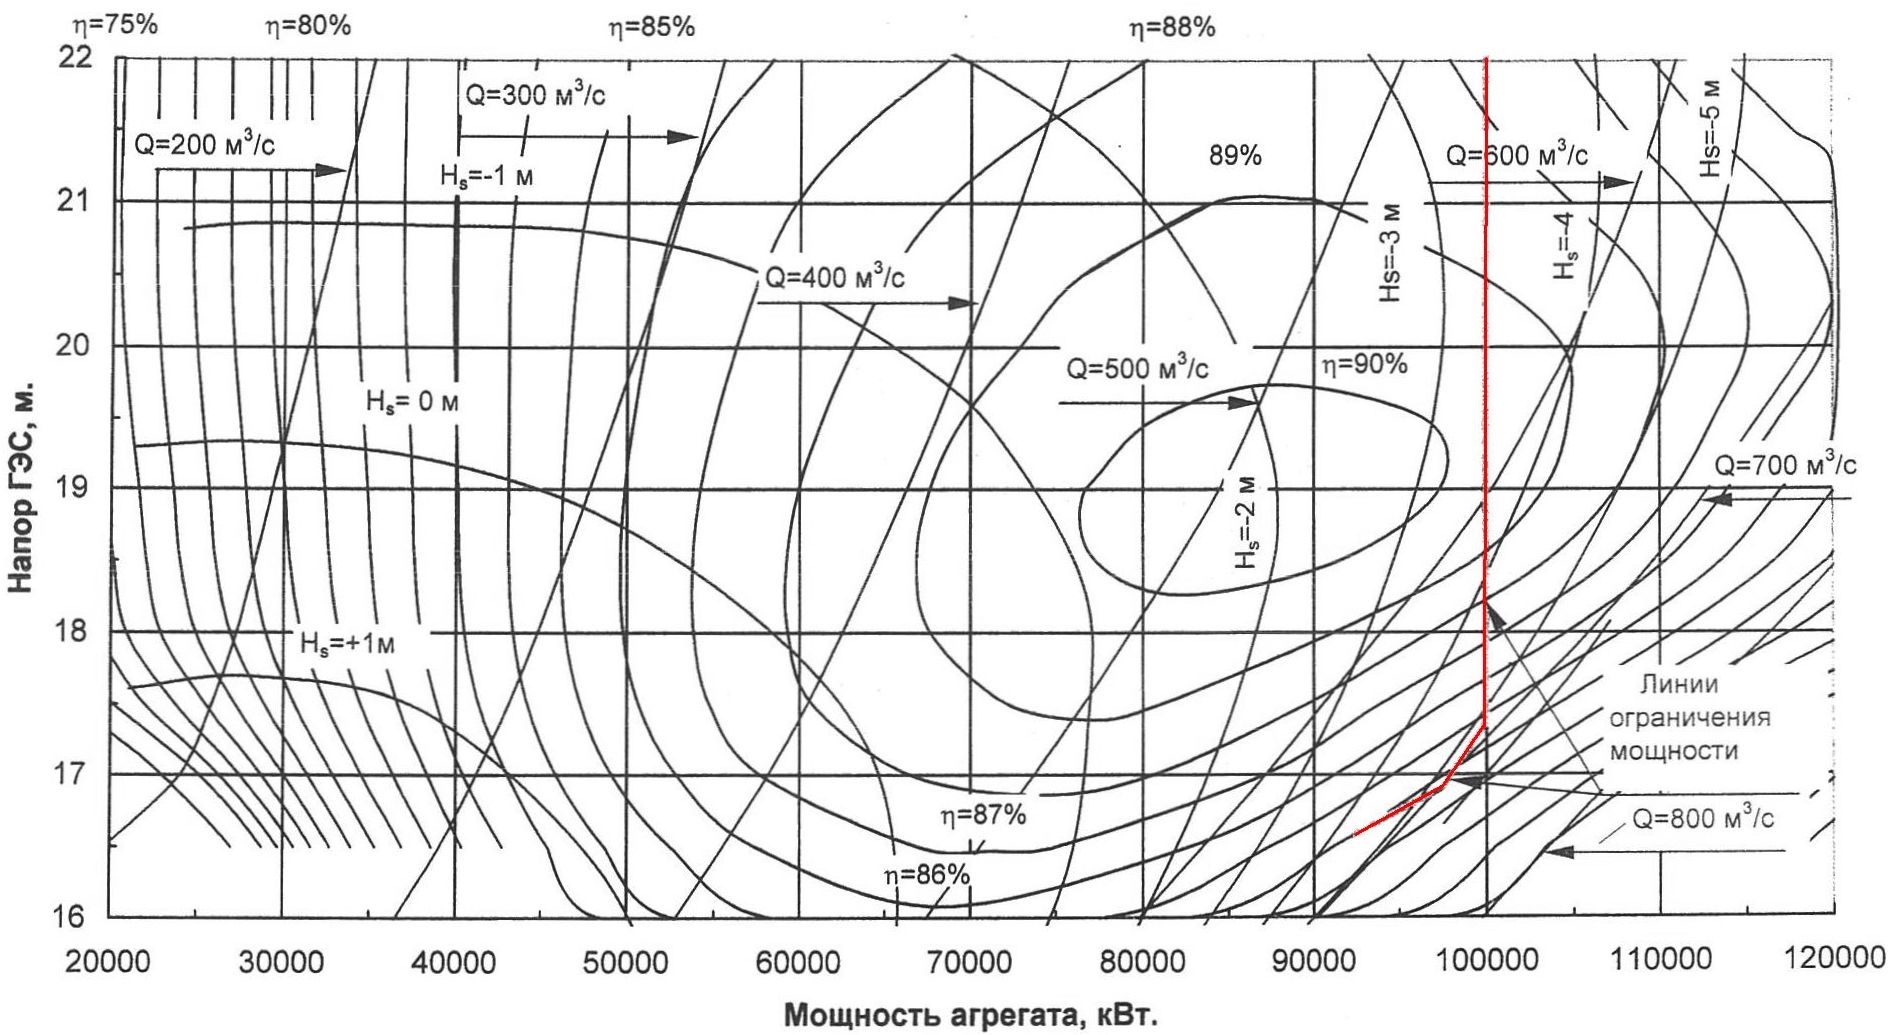 η=75% η=80% η=85% η=88%
22
Q=300 м³/с
Q=200 м³/с
89%
Q=600 м³/с
Hs=-5 м
Hs=-1 м
21
Hs=-3 м
Hs=-4
Q=400 м³/с
20
Q=500 м³/с
η=90%
Hs= 0 м
Напор ГЭС, м.
19
Q=700 м³/с
Hs=-2 м
18
Hs=+1м
Линии
ограничения
мощности
17
η=87%
Q=800 м³/с
η=86%
16
20000 30000 40000 50000 60000 70000 80000 90000 100000 110000 120000
Мощность агрегата, кВт.